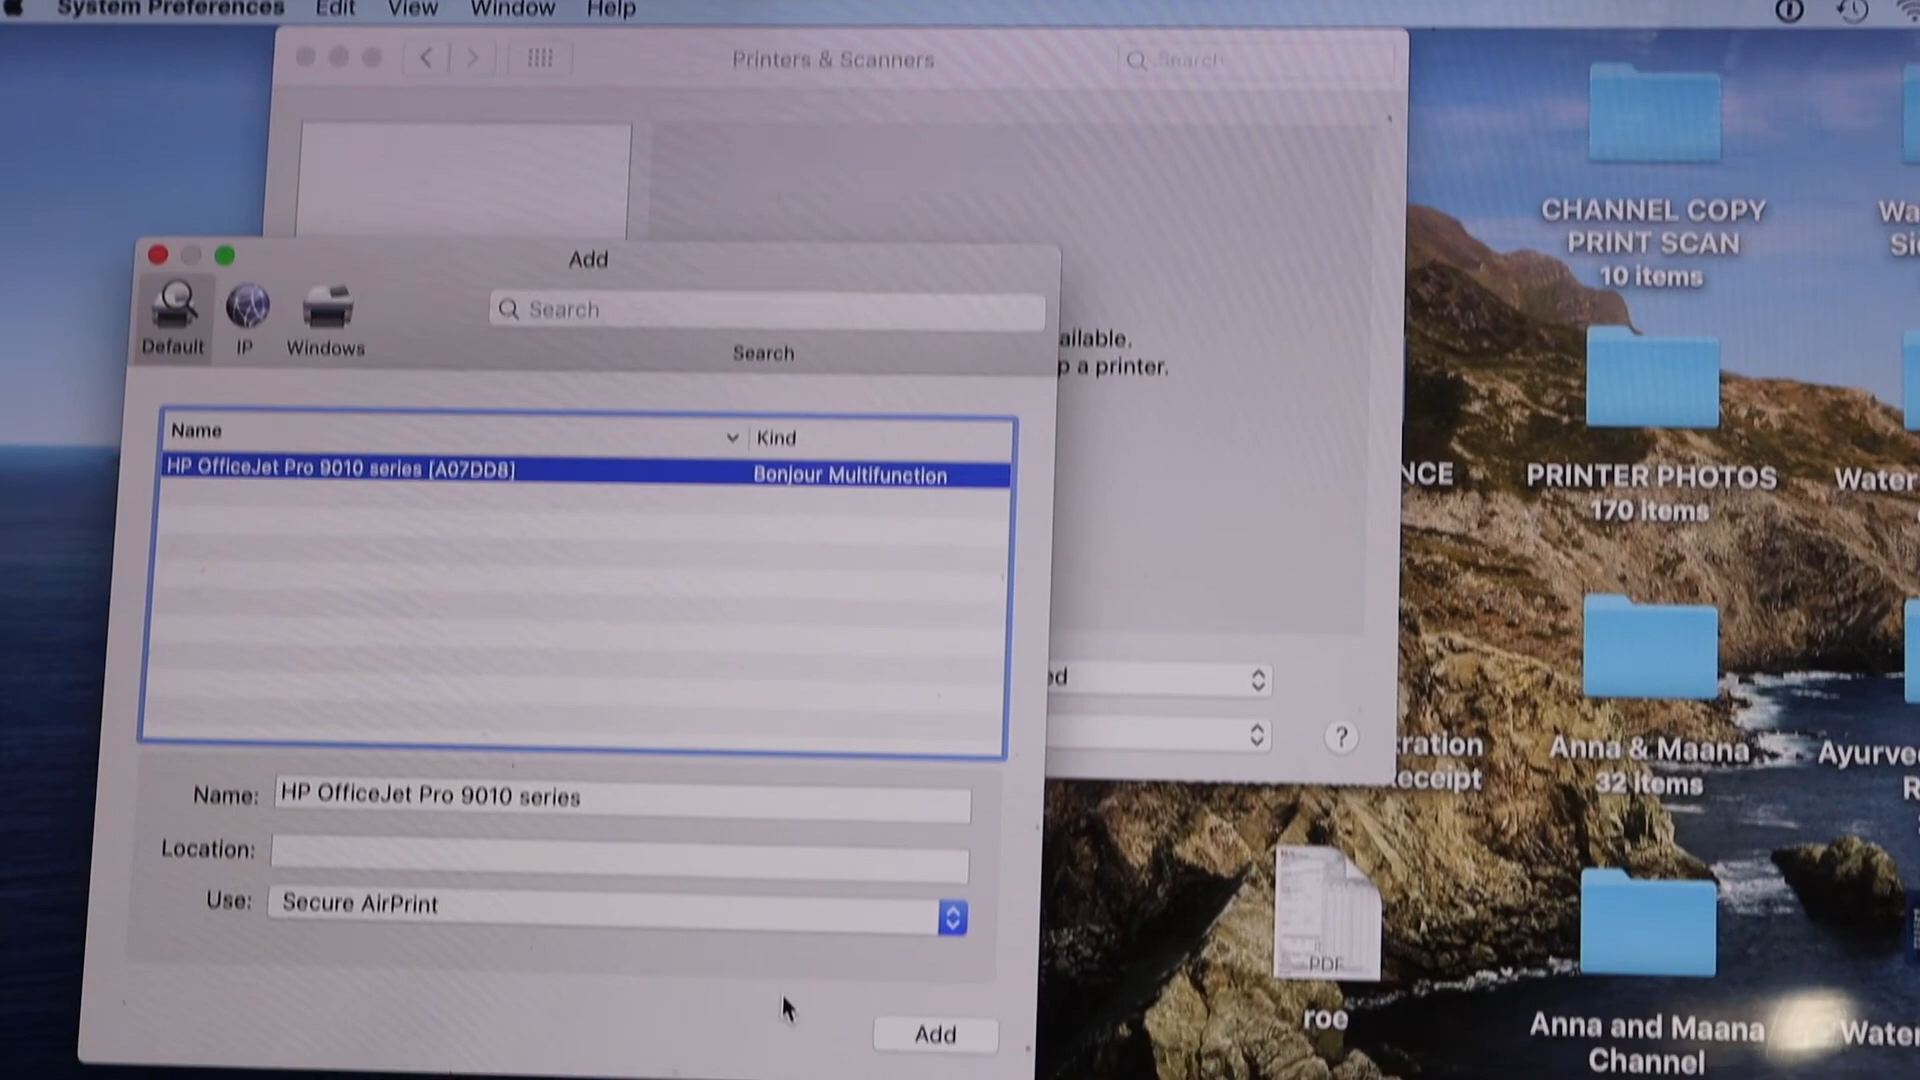 System Preferences Edit View Window Help
Printers & Scanners
Search
Add
Default IP Windows
Search
Search
Name Kind
HP OfficeJet Pro 9010 series [A07DD8] Bonjour Multifunction
ailable.
p a printer.
Name: HP OfficeJet Pro 9010 series
Location:
Use: Secure AirPrint
Add
ed
?
CHANNEL COPY
PRINT SCAN
10 items
Wa
Sid
NCE
PRINTER PHOTOS
170 items
Water
ration
eceipt
Anna & Maana
32 items
Ayurve
R
PDF
roe
Anna and Maana
Channel
Water